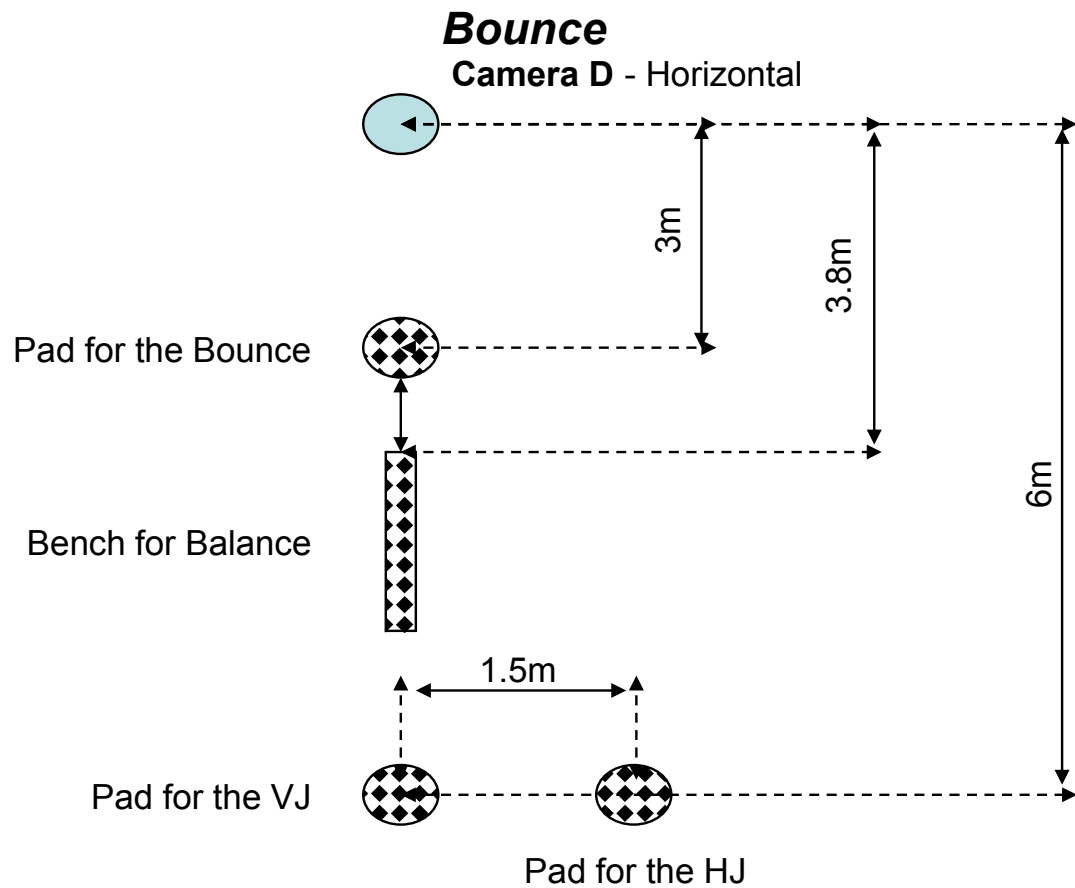 Bounce
Camera D - Horizontal
3m
3.8m
Pad for the Bounce
6m
Bench for Balance
1.5m
Pad for the VJ
Pad for the HJ